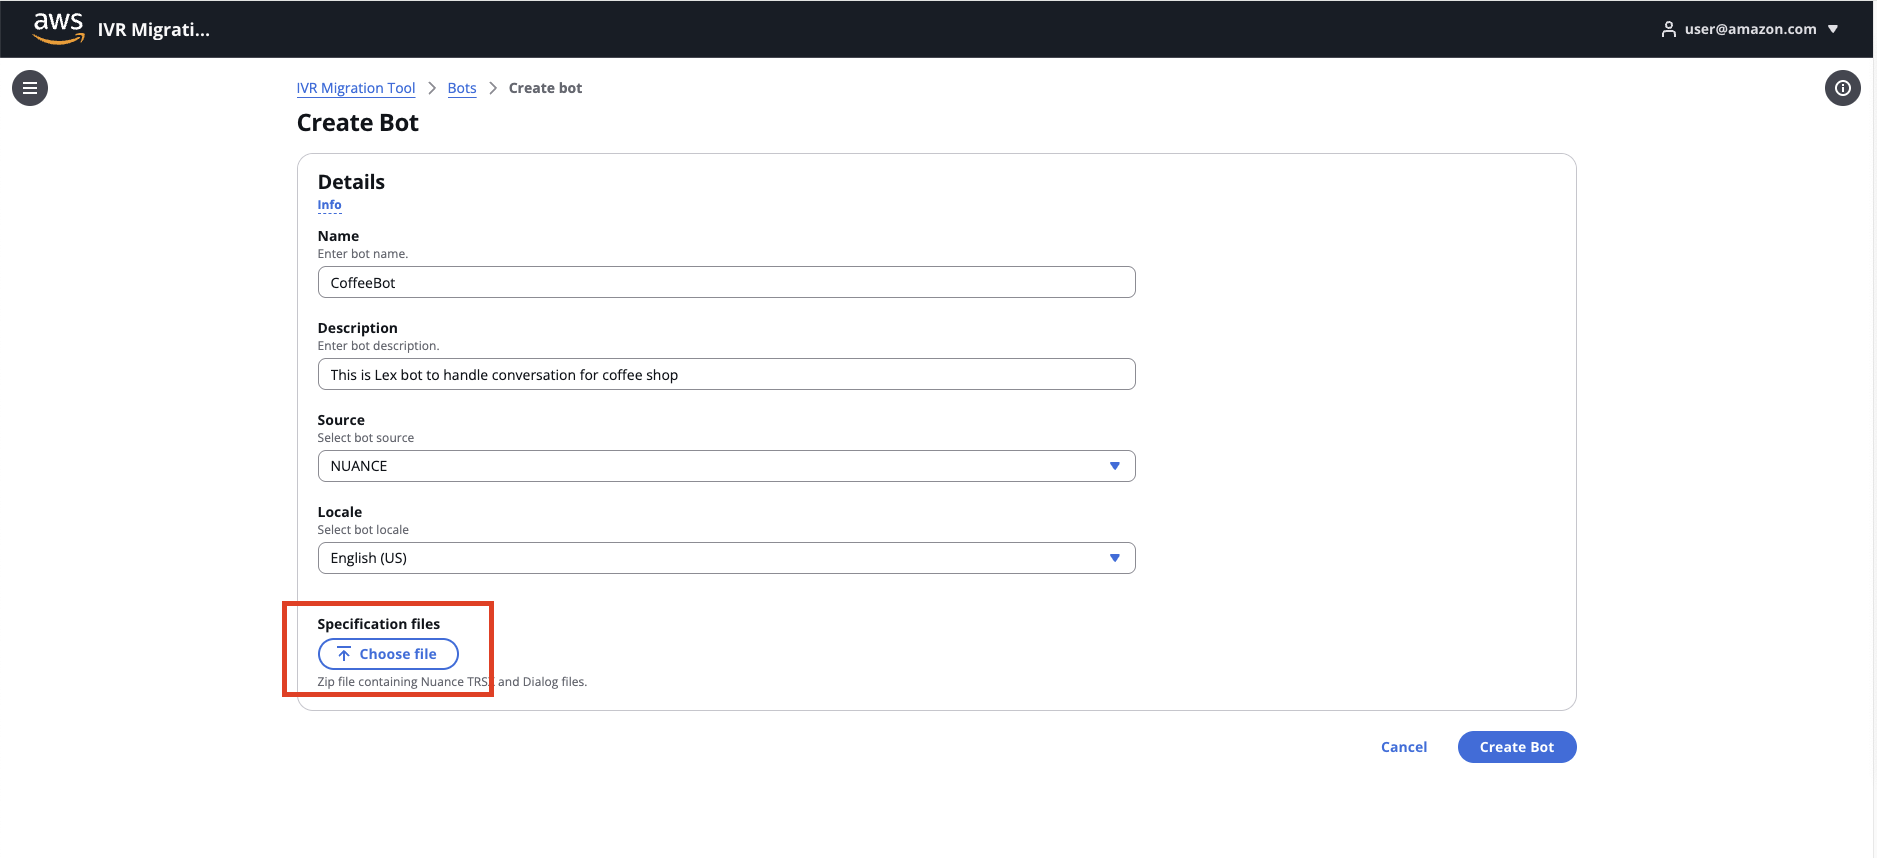 aws IVR Migrati...
user@amazon.com
IVR Migration Tool > Bots > Create bot
Create Bot
Details
Info
Name
Enter bot name.
CoffeeBot
Description
Enter bot description.
This is Lex bot to handle conversation for coffee shop
Source
Select bot source
NUANCE
Locale
Select bot locale
English (US)
Specification files
Choose file
Zip file containing Nuance TRSX and Dialog files.
Cancel
Create Bot